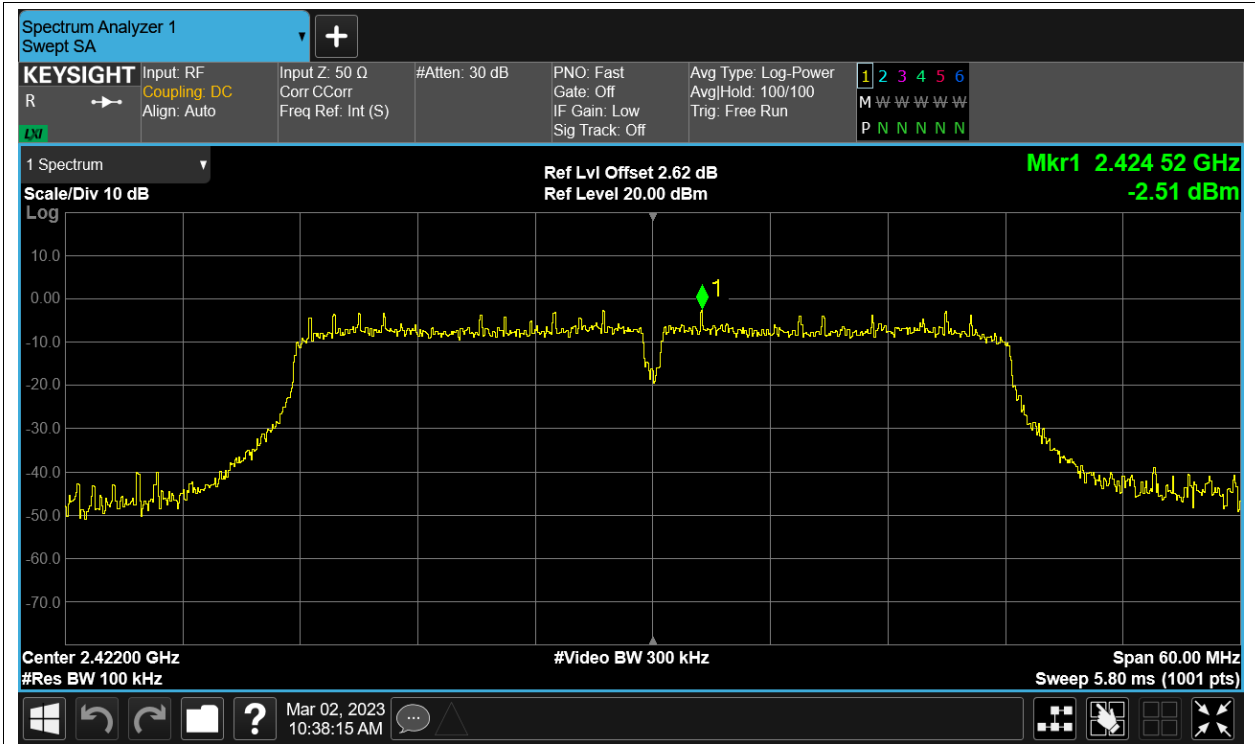 Spectrum Analyzer 1
Swept SA
+
KEYSIGHT
R
LXI
Input: RF
Coupling: DC
Align: Auto
Input Z: 50 Ω
Corr CCorr
Freq Ref: Int (S)
#Atten: 30 dB
PNO: Fast
Gate: Off
IF Gain: Low
Sig Track: Off
Avg Type: Log-Power
Avg|Hold: 100/100
Trig: Free Run
1 2 3 4 5 6
M W W W W W
P N N N N N
1 Spectrum
Scale/Div 10 dB
Log
Ref Lvl Offset 2.62 dB
Ref Level 20.00 dBm
Mkr1 2.424 52 GHz
-2.51 dBm
10.0
0.00
-10.0
-20.0
-30.0
-40.0
-50.0
-60.0
-70.0
1
Center 2.42200 GHz
#Res BW 100 kHz
#Video BW 300 kHz
Span 60.00 MHz
Sweep 5.80 ms (1001 pts)
?
Mar 02, 2023
10:38:15 AM